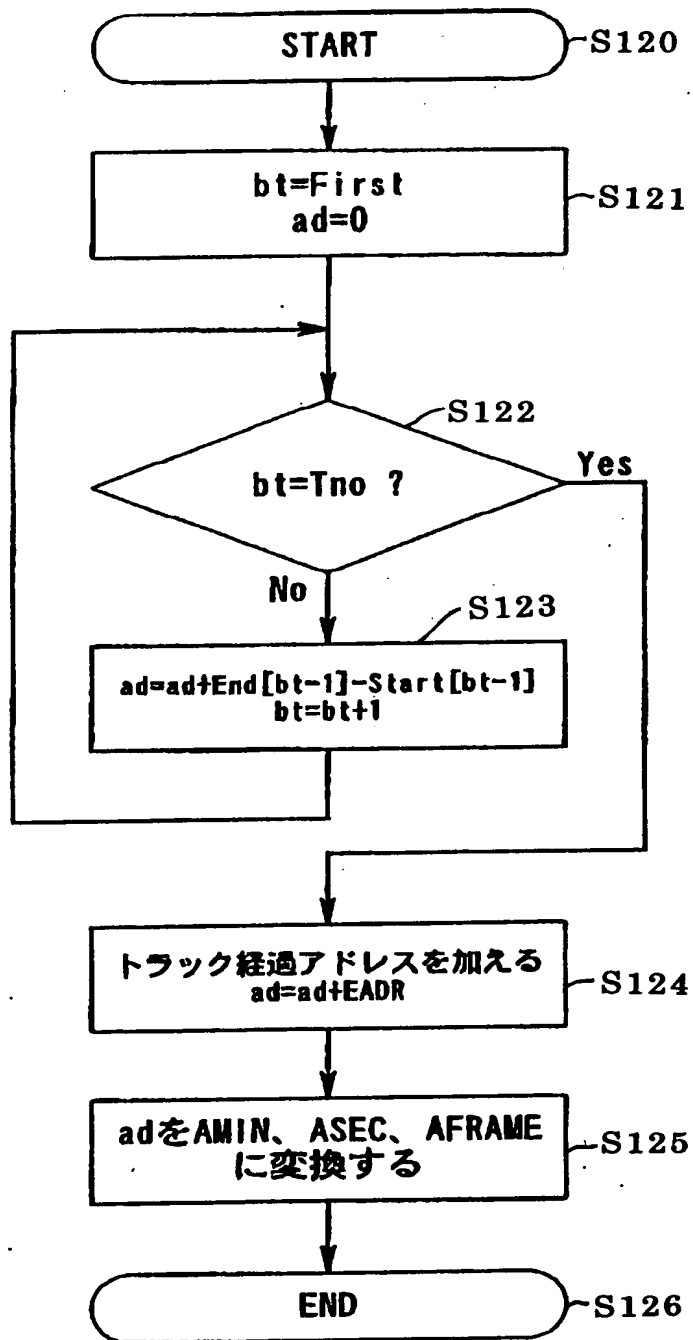 START
S120
bt=First
ad=0
S121
S122
bt=Tno ?
Yes
No
S123
ad=ad+End[bt-1]-Start[bt-1]
bt=bt+1
トラック経過アドレスを加える
ad=ad+EADR
S124
adをAMIN、ASEC、AFRAME
に変換する
S125
END
S126